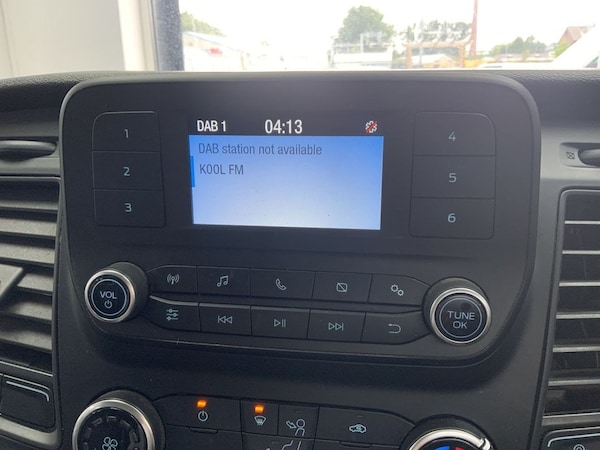 DAB 1 04:13
DAB station not available
KOOL FM
1
2
3
4
5
6
VOL
TUNE
OK